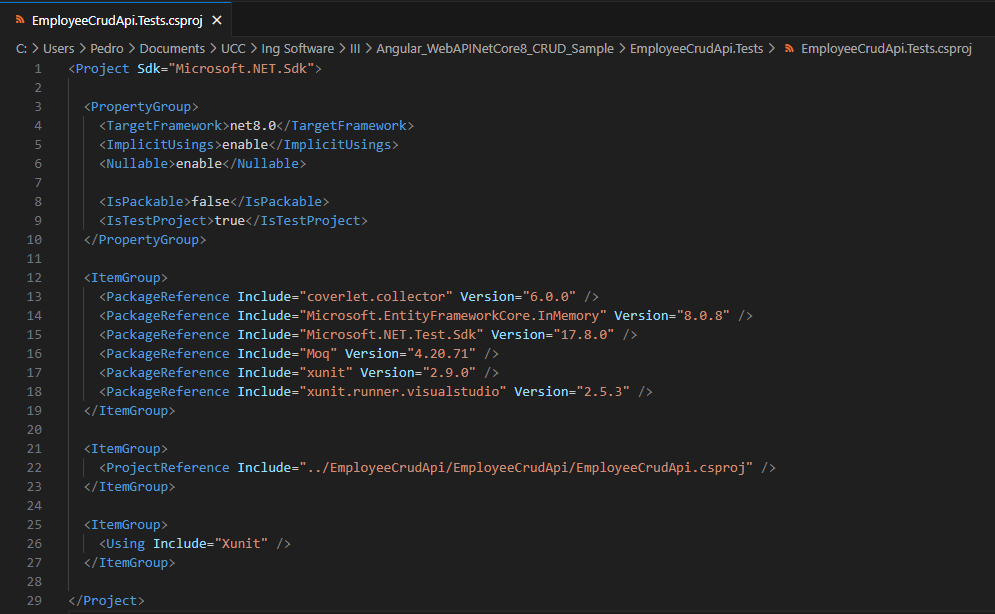 EmployeeCrudApi.Tests.csproj ×
C: > Users > Pedro > Documents > UCC > Ing Software > III > Angular_WebAPINetCore8_CRUD_Sample > EmployeeCrudApi.Tests > EmployeeCrudApi.Tests.csproj
1 <Project Sdk="Microsoft.NET.Sdk">
2
3   <PropertyGroup>
4     <TargetFramework>net8.0</TargetFramework>
5     <ImplicitUsings>enable</ImplicitUsings>
6     <Nullable>enable</Nullable>
7
8     <IsPackable>false</IsPackable>
9     <IsTestProject>true</IsTestProject>
10   </PropertyGroup>
11
12   <ItemGroup>
13     <PackageReference Include="coverlet.collector" Version="6.0.0" />
14     <PackageReference Include="Microsoft.EntityFrameworkCore.InMemory" Version="8.0.8" />
15     <PackageReference Include="Microsoft.NET.Test.Sdk" Version="17.8.0" />
16     <PackageReference Include="Moq" Version="4.20.71" />
17     <PackageReference Include="xunit" Version="2.9.0" />
18     <PackageReference Include="xunit.runner.visualstudio" Version="2.5.3" />
19   </ItemGroup>
20
21   <ItemGroup>
22     <ProjectReference Include="../EmployeeCrudApi/EmployeeCrudApi/EmployeeCrudApi.csproj" />
23   </ItemGroup>
24
25   <ItemGroup>
26     <Using Include="Xunit" />
27   </ItemGroup>
28
29 </Project>